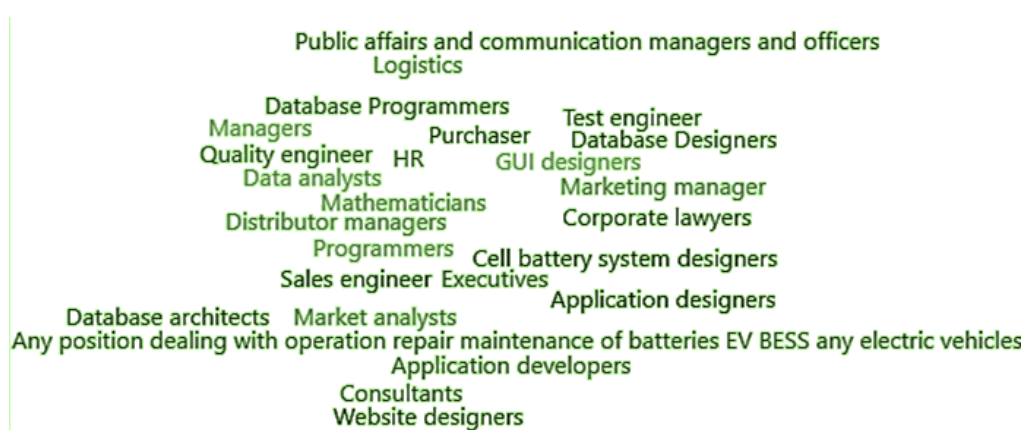 Public affairs and communication managers and officers
Logistics
Database Programmers
Test engineer
Managers
Purchaser
Database Designers
Quality engineer
HR
GUI designers
Data analysts
Marketing manager
Mathematicians
Distributor managers
Corporate lawyers
Programmers
Cell battery system designers
Sales engineer
Executives
Application designers
Database architects
Market analysts
Any position dealing with operation repair maintenance of batteries EV BESS any electric vehicles
Application developers
Consultants
Website designers